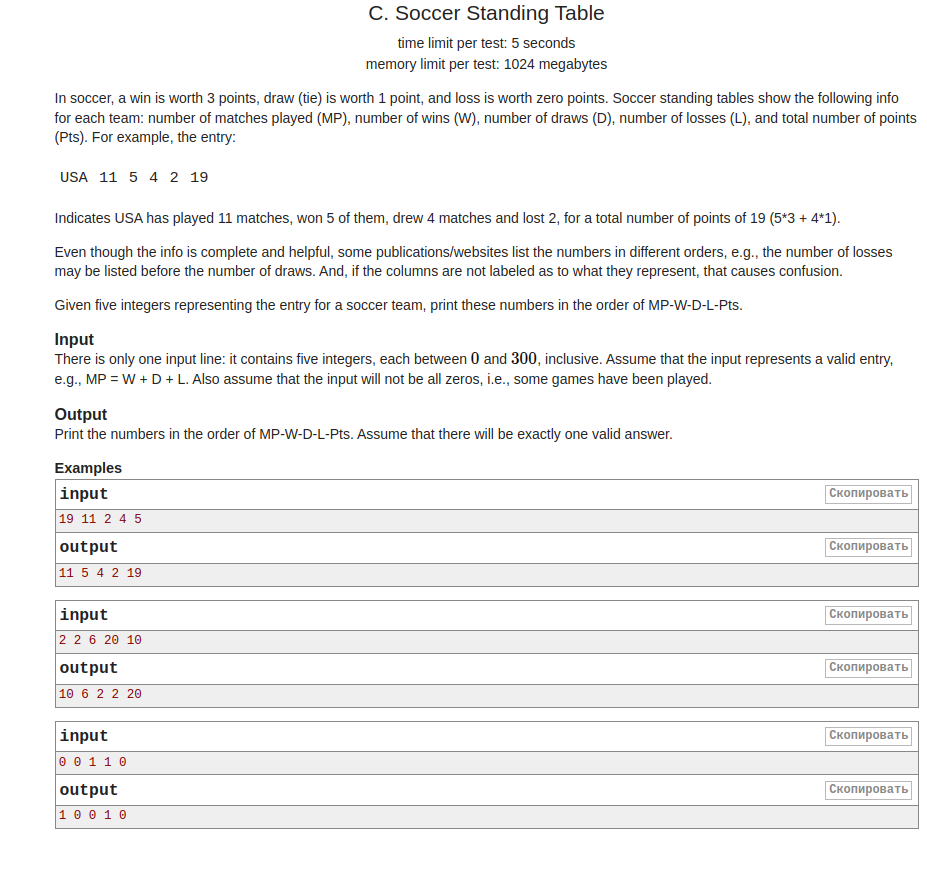 C. Soccer Standing Table
time limit per test: 5 seconds
memory limit per test: 1024 megabytes
In soccer, a win is worth 3 points, draw (tie) is worth 1 point, and loss is worth zero points. Soccer standing tables show the following info
for each team: number of matches played (MP), number of wins (W), number of draws (D), number of losses (L), and total number of points
(Pts). For example, the entry:
USA 11 5 4 2 19
Indicates USA has played 11 matches, won 5 of them, drew 4 matches and lost 2, for a total number of points of 19 (5*3 + 4*1).
Even though the info is complete and helpful, some publications/websites list the numbers in different orders, e.g., the number of losses
may be listed before the number of draws. And, if the columns are not labeled as to what they represent, that causes confusion.
Given five integers representing the entry for a soccer team, print these numbers in the order of MP-W-D-L-Pts.
Input
There is only one input line: it contains five integers, each between 0 and 300, inclusive. Assume that the input represents a valid entry,
e.g., MP = W + D + L. Also assume that the input will not be all zeros, i.e., some games have been played.
Output
Print the numbers in the order of MP-W-D-L-Pts. Assume that there will be exactly one valid answer.
Examples
input Скопировать
19 11 2 4 5
output Скопировать
11 5 4 2 19
input Скопировать
2 2 6 20 10
output Скопировать
10 6 2 2 20
input Скопировать
0 0 1 1 0
output Скопировать
1 0 0 1 0